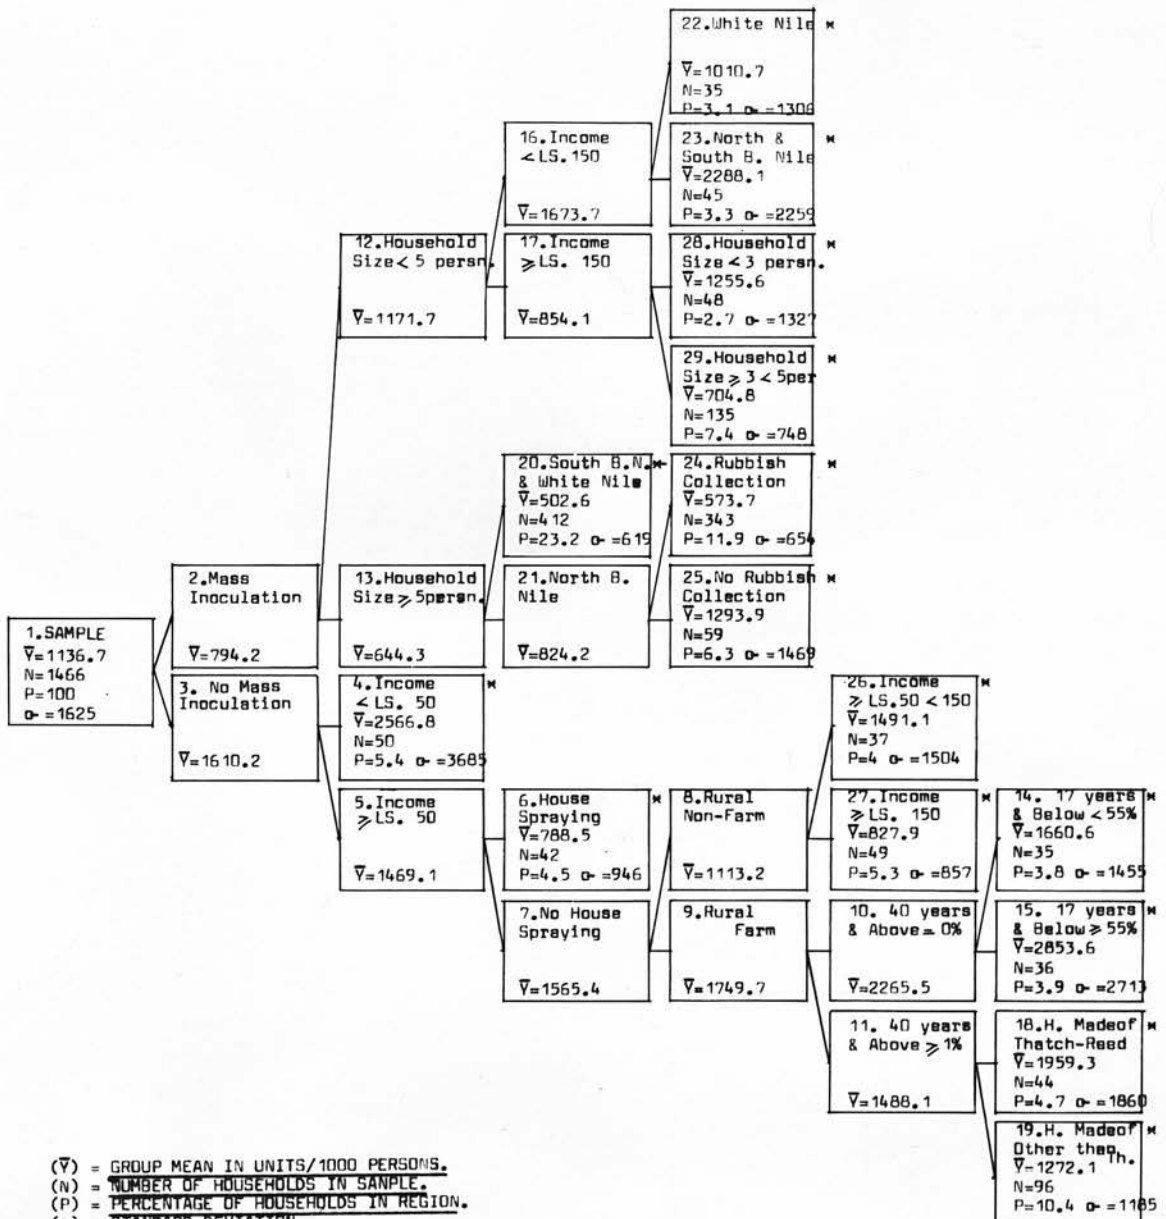 22.White Nile *
Ȳ=1010.7
N=35
P=3.1 σ=1306
16.Income
<LS.150
Ȳ=1673.7
23.North & *
South B. Nile
Ȳ=2288.1
N=45
P=3.3 σ=2259
12.Household
Size<5 persn.
Ȳ=1171.7
17.Income
≥LS. 150
Ȳ=854.1
28.Household *
Size<3 persn.
Ȳ=1255.6
N=48
P=2.7 σ=1327
29.Household *
Size≥3<5per
Ȳ=704.8
N=135
P=7.4 σ=748
20.South B.N.*
& White Nile
Ȳ=502.6
N=412
P=23.2 σ=619
24.Rubbish *
Collection
Ȳ=573.7
N=343
P=11.9 σ=654
2.Mass
Inoculation
Ȳ=794.2
13.Household
Size≥5persn.
Ȳ=644.3
21.North B.
Nile
Ȳ=824.2
25.No Rubbish *
Collection
Ȳ=1293.9
N=59
P=6.3 σ=1469
1.SAMPLE
Ȳ=1136.7
N=1466
P=100
σ=1625
3. No Mass
Inoculation
Ȳ=1610.2
4.Income *
<LS. 50
Ȳ=2566.8
N=50
P=5.4 σ=3685
26.Income *
≥LS.50<150
Ȳ=1491.1
N=37
P=4 σ=1504
5.Income
≥LS. 50
Ȳ=1469.1
6.House *
Spraying
Ȳ=788.5
N=42
P=4.5 σ=946
8.Rural
Non-Farm
Ȳ=1113.2
27.Income *
≥LS. 150
Ȳ=827.9
N=49
P=5.3 σ=857
14. 17 years *
& Below<55%
Ȳ=1660.6
N=35
P=3.8 σ=1455
7.No House
Spraying
Ȳ=1565.4
9.Rural
Farm
Ȳ=1749.7
10. 40 years
& Above=0%
Ȳ=2265.5
15. 17 years *
& Below≥55%
Ȳ=2853.6
N=36
P=3.9 σ=2713
11. 40 years
& Above≥1%
Ȳ=1488.1
18.H. Madeof *
Thatch-Reed
Ȳ=1959.3
N=44
P=4.7 σ=1860
19.H. Madeof *
Other than Th.
Ȳ=1272.1
N=96
P=10.4 σ=1185
(Ȳ) = GROUP MEAN IN UNITS/1000 PERSONS.
(N) = NUMBER OF HOUSEHOLDS IN SANPLE.
(P) = PERCENTAGE OF HOUSEHOLDS IN REGION.